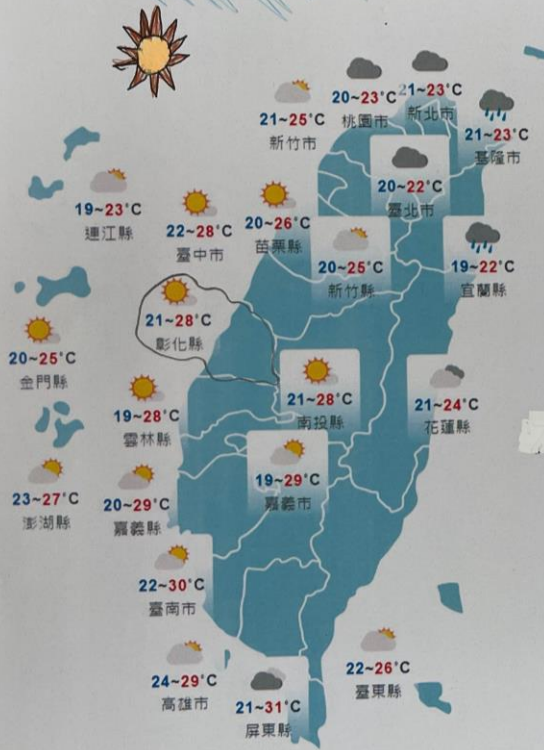 21~23°C
新北市
20~23°C
桃園市
21~25°C
新竹市
21~23°C
基隆市
20~22°C
臺北市
19~23°C
連江縣
22~28°C
臺中市
20~26°C
苗栗縣
20~25°C
新竹縣
19~22°C
宜蘭縣
21~28°C
彰化縣
20~25°C
金門縣
21~28°C
南投縣
21~24°C
花蓮縣
19~28°C
雲林縣
19~29°C
嘉義市
23~27°C
澎湖縣
20~29°C
嘉義縣
22~30°C
臺南市
24~29°C
高雄市
22~26°C
臺東縣
21~31°C
屏東縣